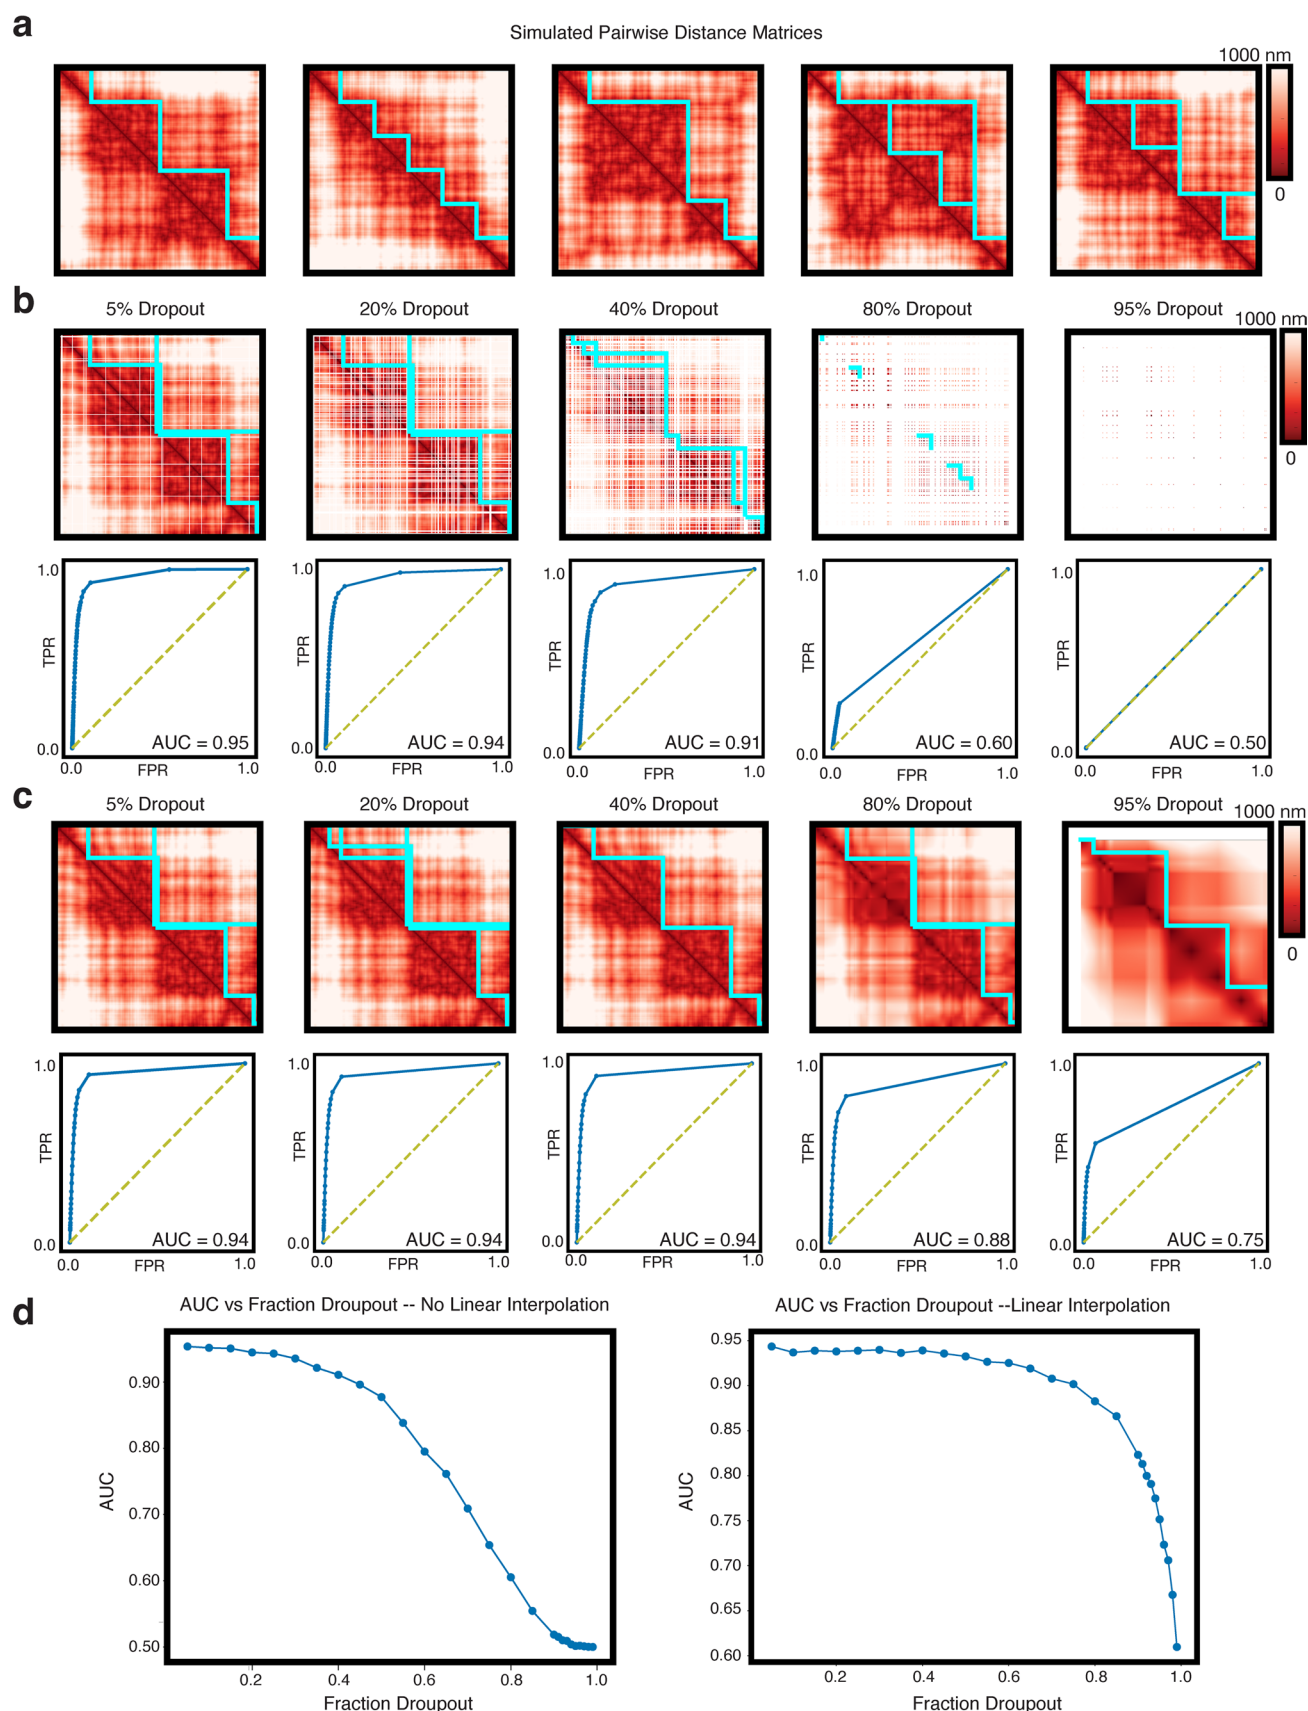 a
Simulated Pairwise Distance Matrices
1000 nm
0
b
5% Dropout
20% Dropout
40% Dropout
80% Dropout
95% Dropout
1000 nm
0
1.0
TPR
0.0
AUC = 0.95
0.0
FPR
1.0
1.0
TPR
0.0
AUC = 0.94
0.0
FPR
1.0
1.0
TPR
0.0
AUC = 0.91
0.0
FPR
1.0
1.0
TPR
0.0
AUC = 0.60
0.0
FPR
1.0
1.0
TPR
0.0
AUC = 0.50
0.0
FPR
1.0
c
5% Dropout
20% Dropout
40% Dropout
80% Dropout
95% Dropout
1000 nm
0
1.0
TPR
0.0
AUC = 0.94
0.0
FPR
1.0
1.0
TPR
0.0
AUC = 0.94
0.0
FPR
1.0
1.0
TPR
0.0
AUC = 0.94
0.0
FPR
1.0
1.0
TPR
0.0
AUC = 0.88
0.0
FPR
1.0
1.0
TPR
0.0
AUC = 0.75
0.0
FPR
1.0
d
AUC vs Fraction Droupout -- No Linear Interpolation
0.90
0.80
0.70
0.60
0.50
AUC
0.2
0.4
0.6
0.8
1.0
Fraction Droupout
AUC vs Fraction Droupout --Linear Interpolation
0.95
0.90
0.85
0.80
0.75
0.70
0.65
0.60
AUC
0.2
0.4
0.6
0.8
1.0
Fraction Droupout